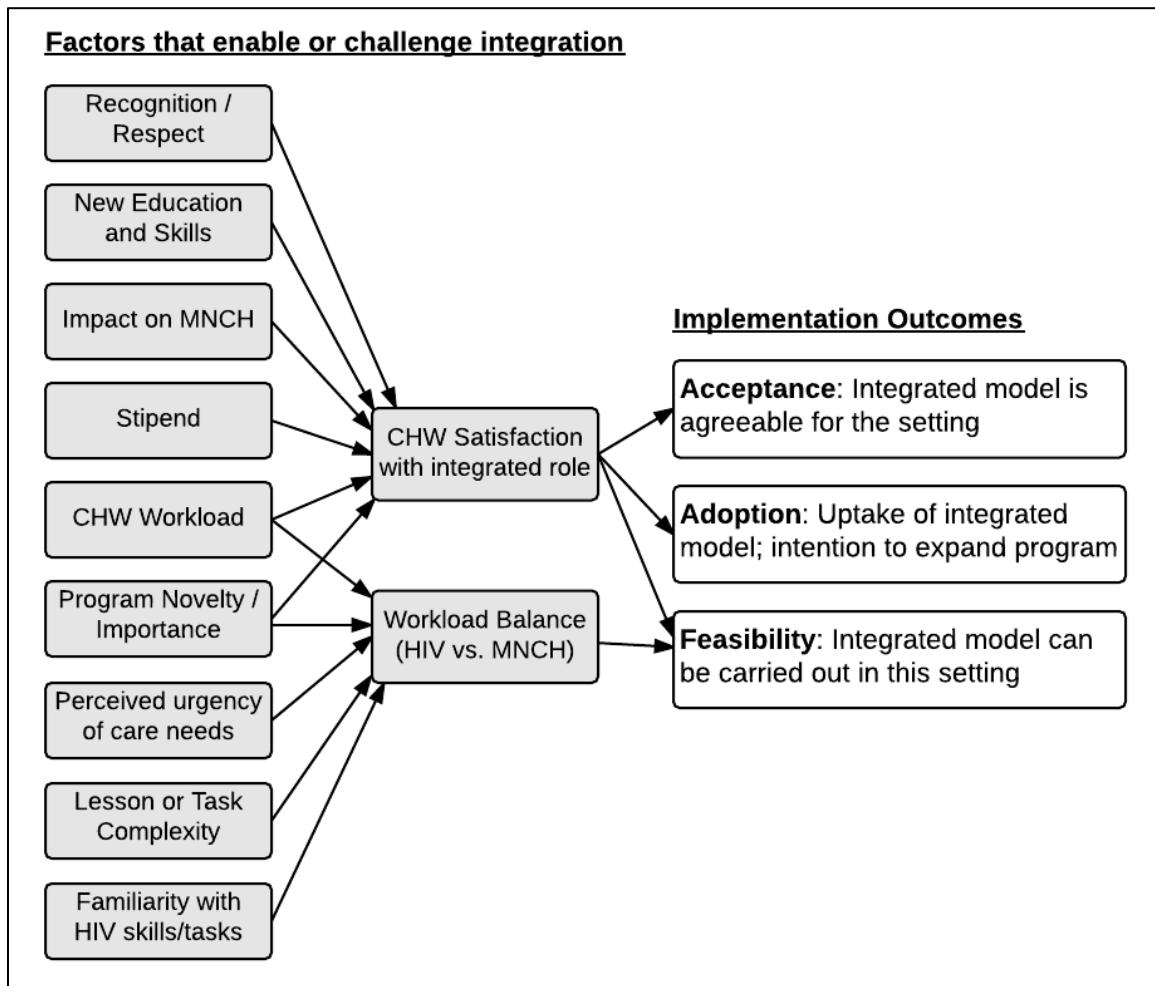 Factors that enable or challenge integration
Recognition /
Respect
New Education
and Skills
Impact on MNCH
Stipend
CHW Workload
Program Novelty /
Importance
Perceived urgency
of care needs
Lesson or Task
Complexity
Familiarity with
HIV skills/tasks
CHW Satisfaction
with integrated role
Workload Balance
(HIV vs. MNCH)
Implementation Outcomes
Acceptance: Integrated model is
agreeable for the setting
Adoption: Uptake of integrated
model; intention to expand program
Feasibility: Integrated model can
be carried out in this setting